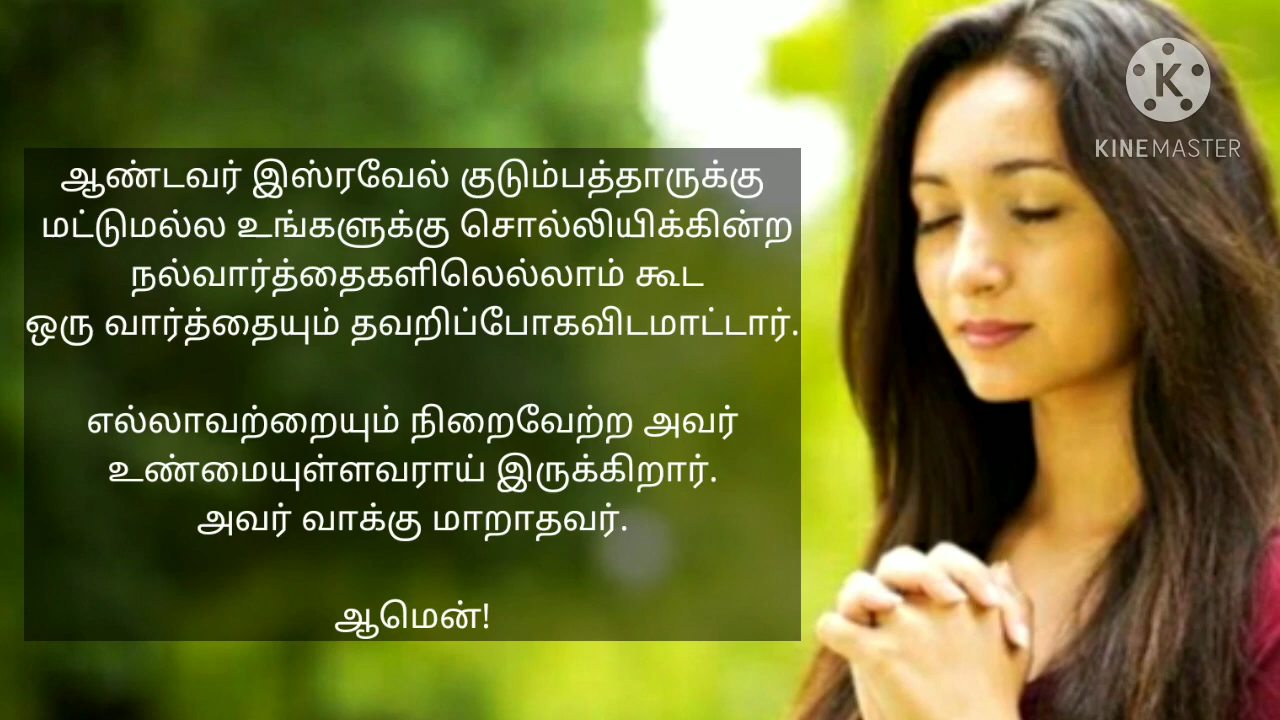 ஆண்டவர் இஸ்ரவேல் குடும்பத்தாருக்கு
மட்டுமல்ல உங்களுக்கு சொல்லியிக்கின்ற
நல்வார்த்தைகளிலெல்லாம் கூட
ஒரு வார்த்தையும் தவறிப்போகவிடமாட்டார்.
எல்லாவற்றையும் நிறைவேற்ற அவர்
உண்மையுள்ளவராய் இருக்கிறார்.
அவர் வாக்கு மாறாதவர்.
ஆமென்!
K
KINEMASTER